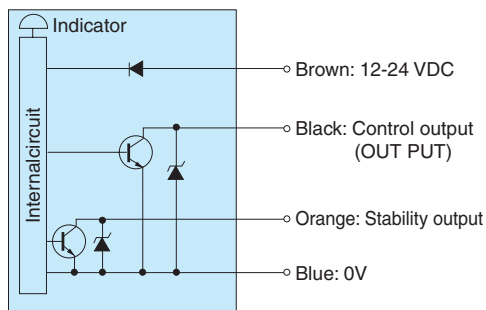 Indicator
Internalcircuit
Brown: 12-24 VDC
Black: Control output
(OUT PUT)
Orange: Stability output
Blue: 0V